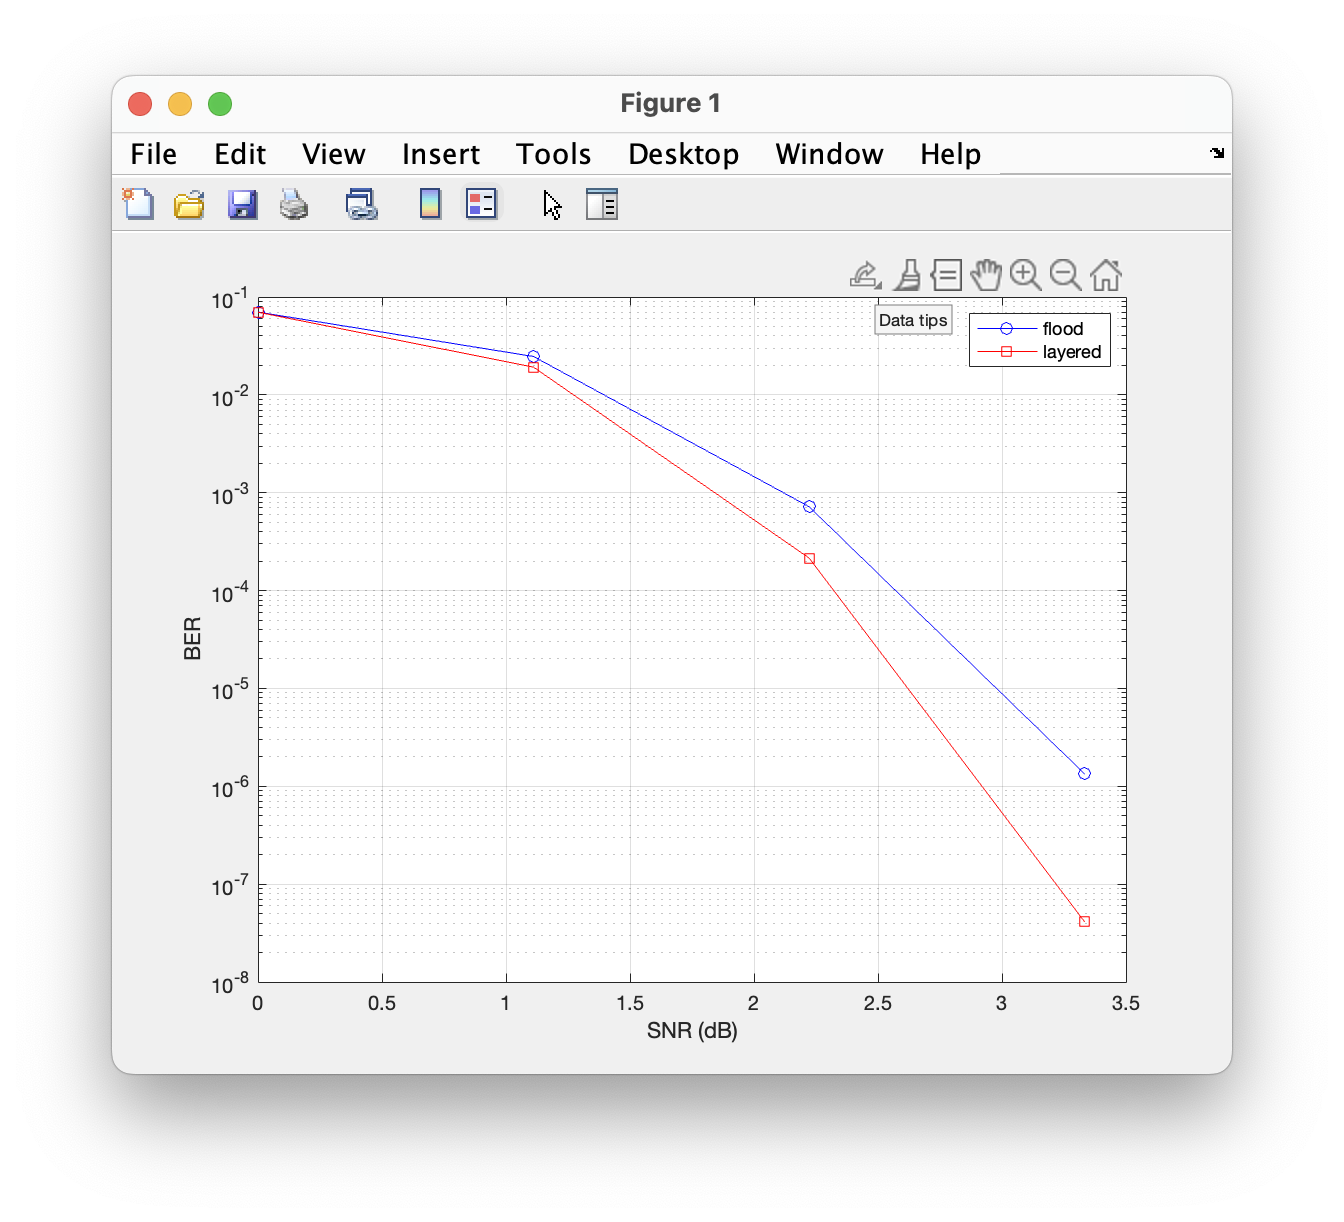 Figure 1
File Edit View Insert Tools Desktop Window Help
Data tips
flood
layered
10^-1
10^-2
10^-3
10^-4
10^-5
10^-6
10^-7
10^-8
BER
0 0.5 1 1.5 2 2.5 3 3.5
SNR (dB)